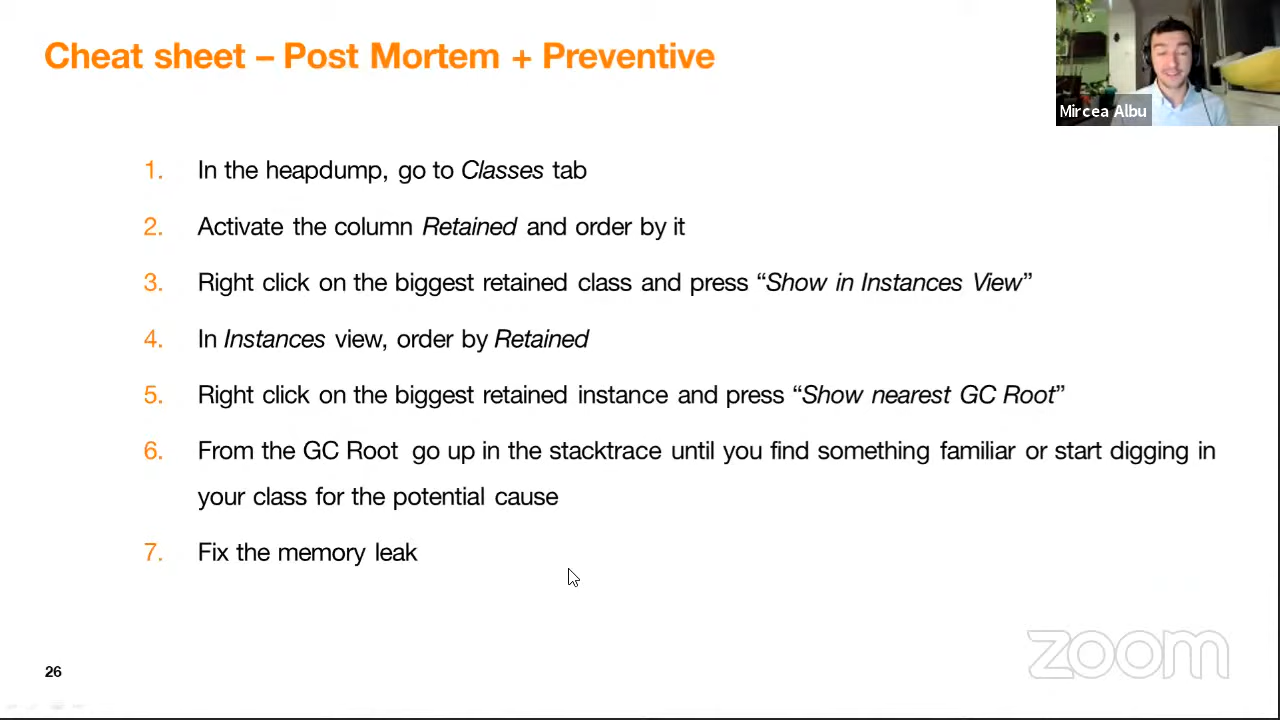 Cheat sheet – Post Mortem + Preventive
Mircea Albu
1. In the heapdump, go to Classes tab
2. Activate the column Retained and order by it
3. Right click on the biggest retained class and press “Show in Instances View”
4. In Instances view, order by Retained
5. Right click on the biggest retained instance and press “Show nearest GC Root”
6. From the GC Root go up in the stacktrace until you find something familiar or start digging in
your class for the potential cause
7. Fix the memory leak
26
zoom